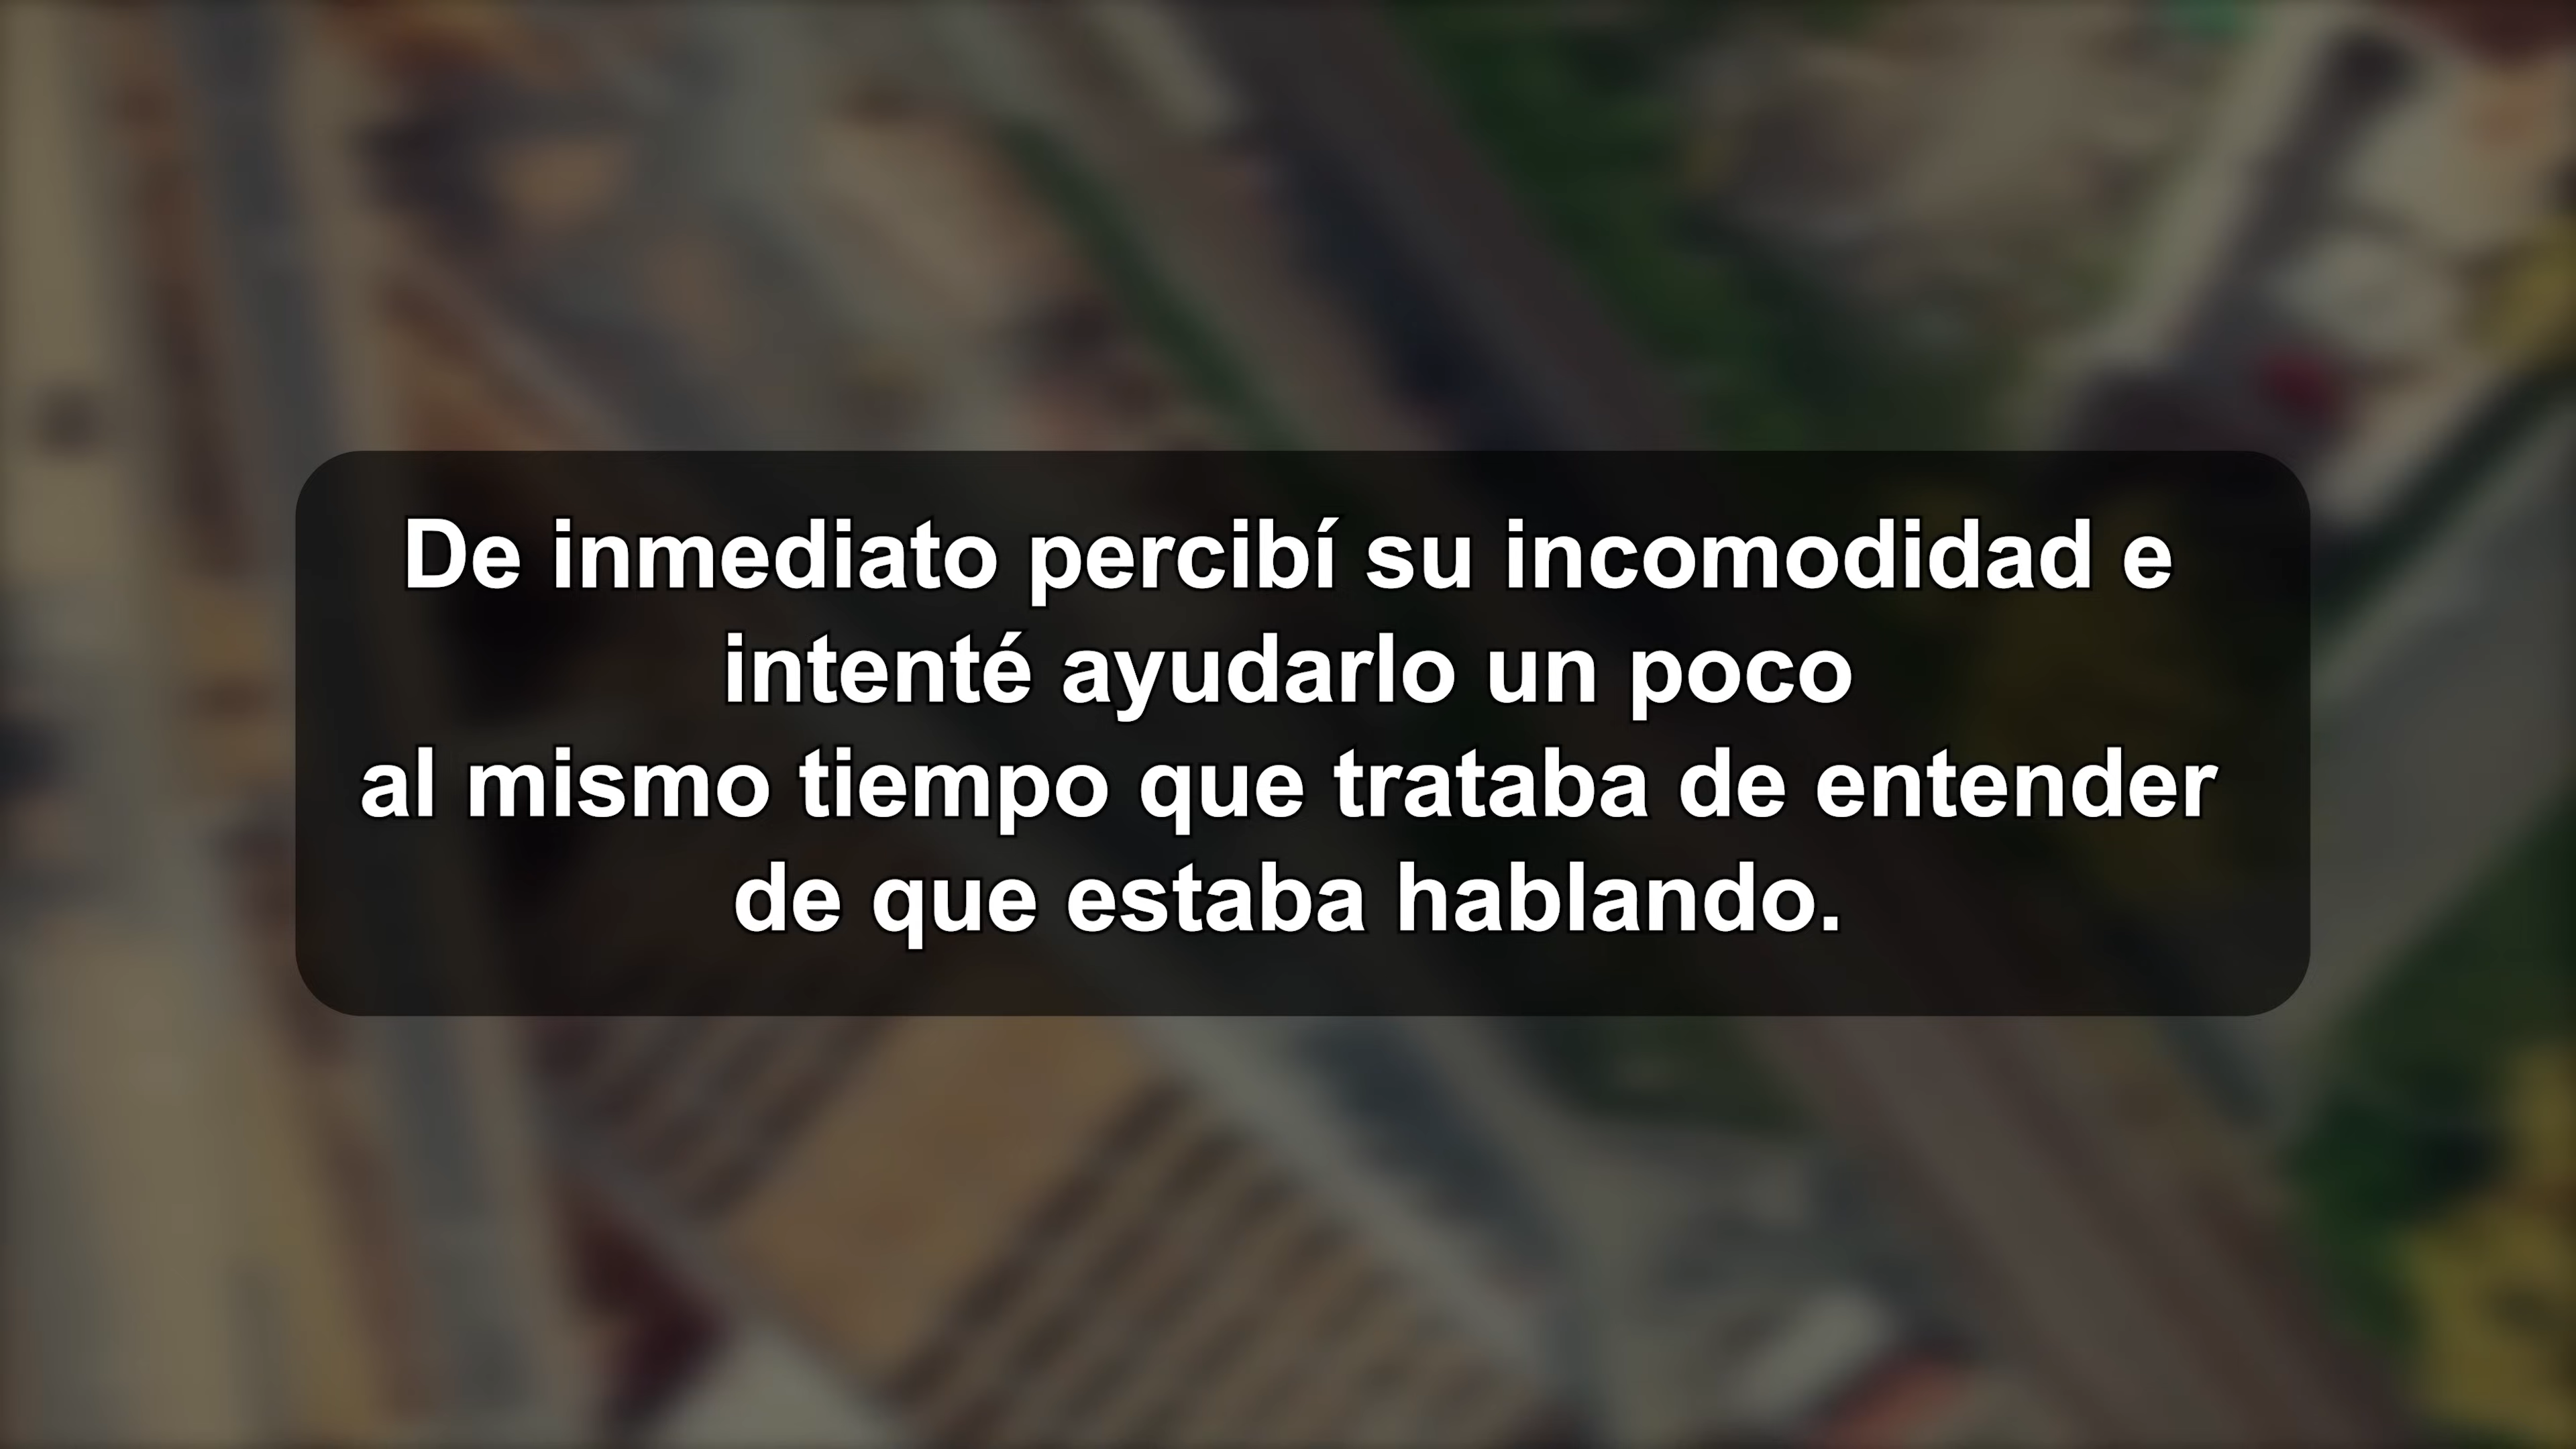 De inmediato percibí su incomodidad e
intenté ayudarlo un poco
al mismo tiempo que trataba de entender
de que estaba hablando.